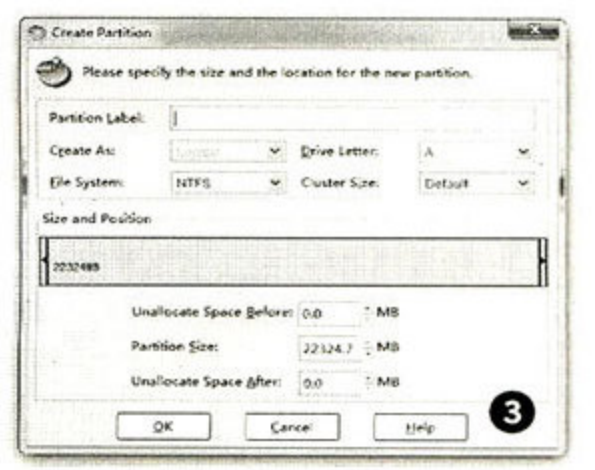 Create Partition
Please specify the size and the location for the new partition.
Partition Label:
Create As: Drive Letter: A
File System: NTFS Cluster Size: Default
Size and Position
Unallocate Space Before: 0.0 MB
Partition Size: 22324.7 MB
Unallocate Space After: 0.0 MB
OK Cancel Help
3